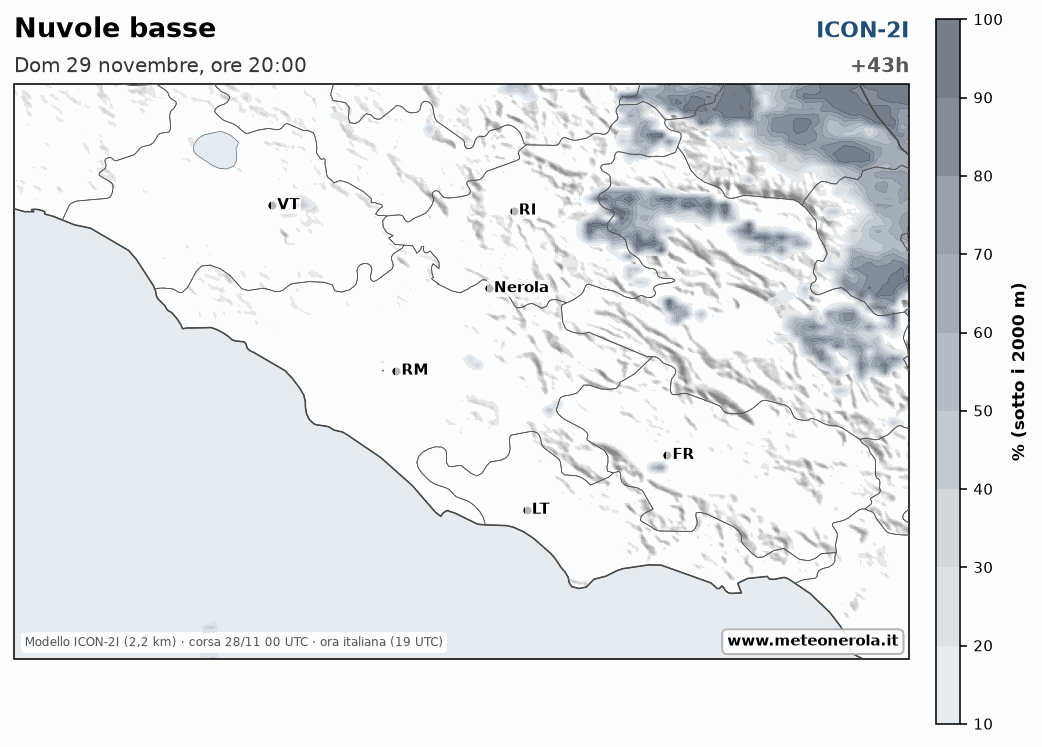 Nuvole basse
ICON-2I
Dom 29 novembre, ore 20:00
+43h
VT
RI
Nerola
RM
FR
LT
Modello ICON-2I (2,2 km) · corsa 28/11 00 UTC · ora italiana (19 UTC)
www.meteonerola.it
100
90
80
70
60
50
40
30
20
10
% (sotto i 2000 m)